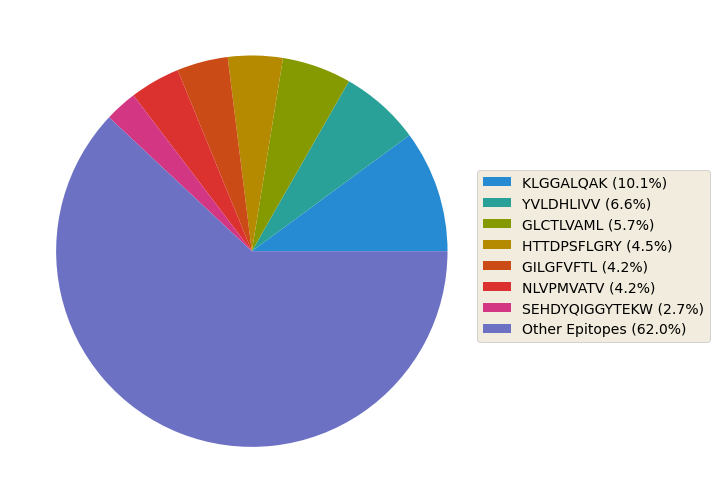 KLGGALQAK (10.1%)
YVLDHLIVV (6.6%)
GLCTLVAML (5.7%)
HTTDPSFLGRY (4.5%)
GILGFVFTL (4.2%)
NLVPMVATV (4.2%)
SEHDYQIGGYTEKW (2.7%)
Other Epitopes (62.0%)